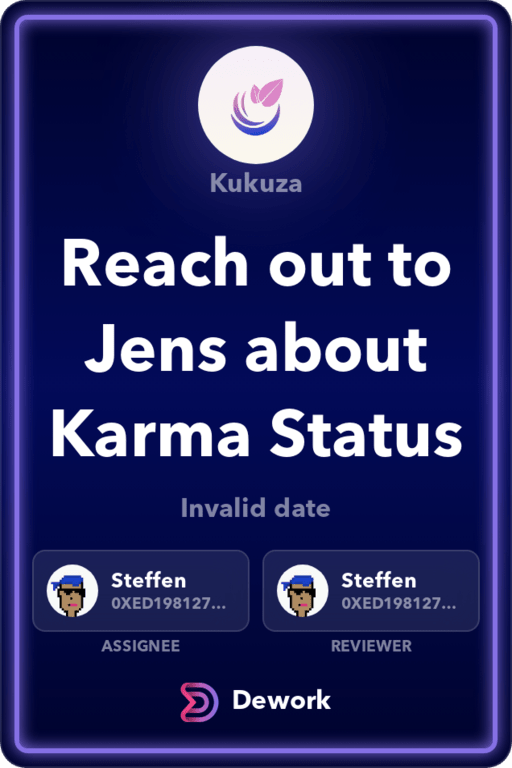 Kukuza
Reach out to
Jens about
Karma Status
Invalid date
Steffen
0XED198127...
ASSIGNEE
Steffen
0XED198127...
REVIEWER
Dework